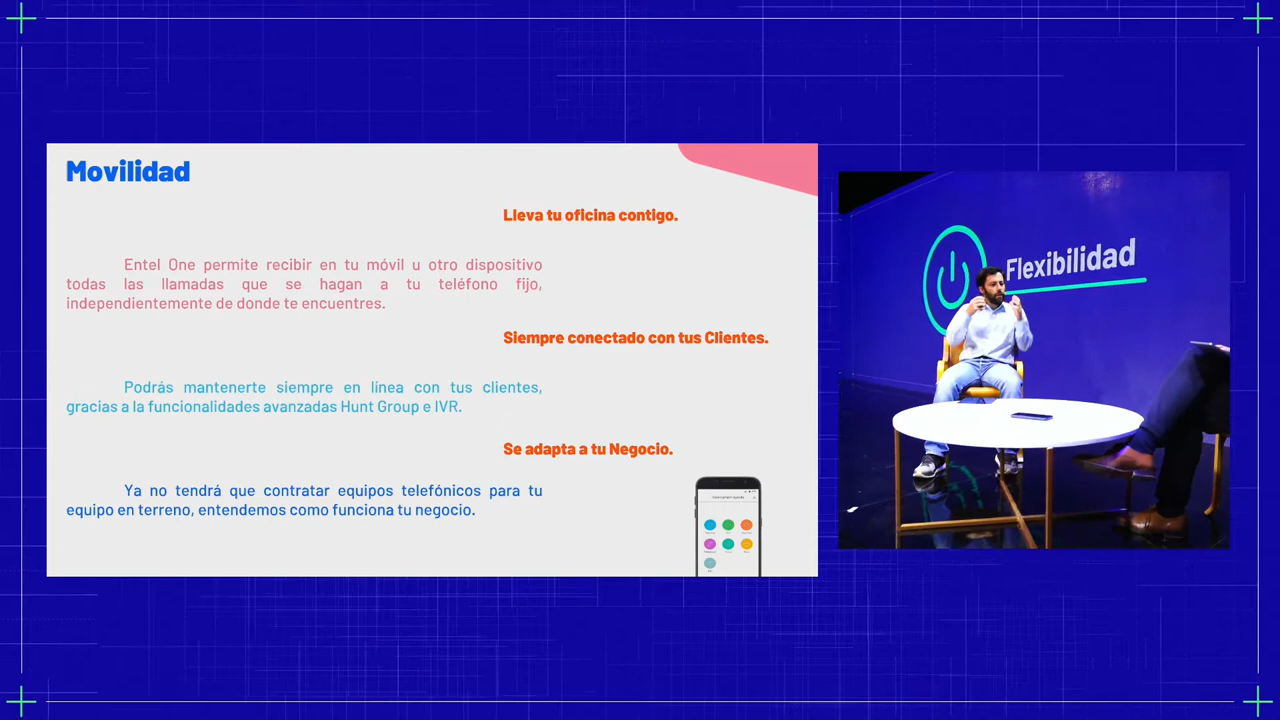 Movilidad
Lleva tu oficina contigo.
Entel One permite recibir en tu móvil u otro dispositivo
todas las llamadas que se hagan a tu teléfono fijo,
independientemente de donde te encuentres.
Siempre conectado con tus Clientes.
Podrás mantenerte siempre en línea con tus clientes,
gracias a la funcionalidades avanzadas Hunt Group e IVR.
Se adapta a tu Negocio.
Ya no tendrá que contratar equipos telefónicos para tu
equipo en terreno, entendemos como funciona tu negocio.
Flexibilidad